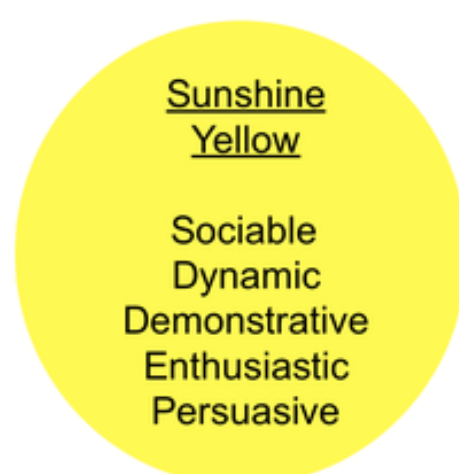 Sunshine
Yellow
Sociable
Dynamic
Demonstrative
Enthusiastic
Persuasive